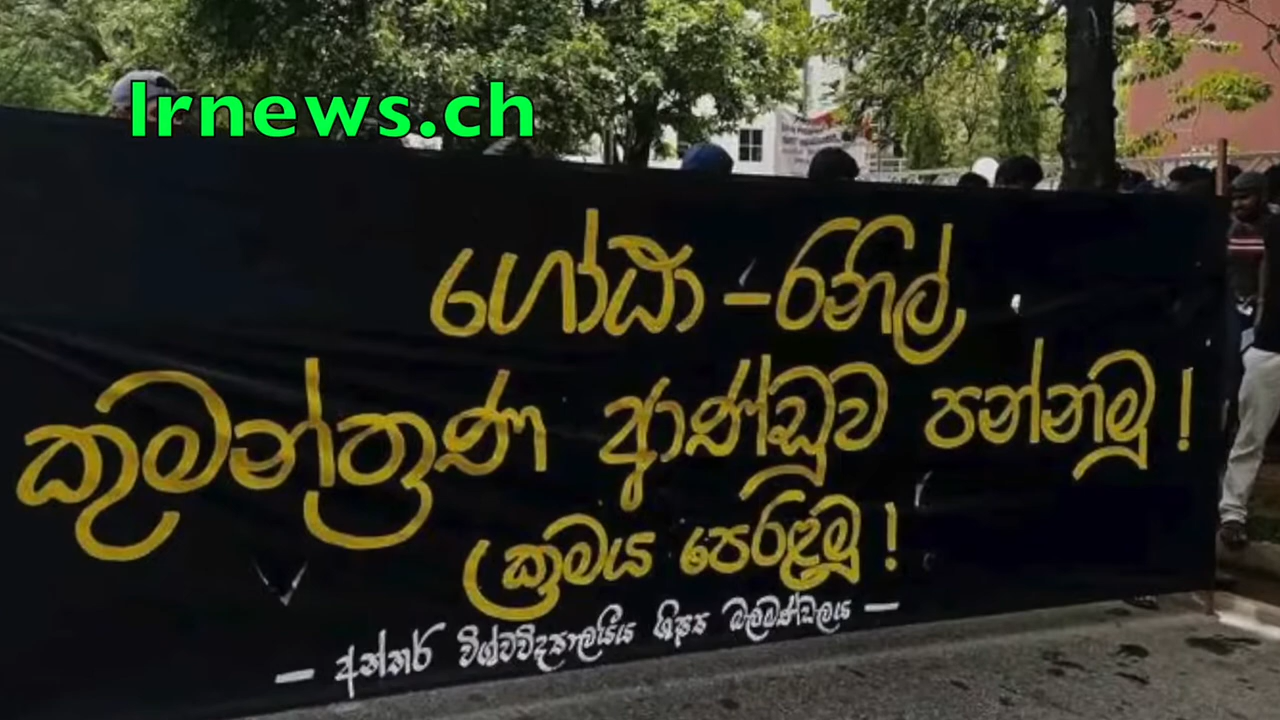 lrnews.ch
ගෝඨා - රනිල්
කුමන්ත්‍රණ ආණ්ඩුව පන්නමු !
ක්‍රමය පෙරළමු !
— අන්තර් විශ්වවිද්‍යාලයීය ශිෂ්‍ය බලමණ්ඩලය —